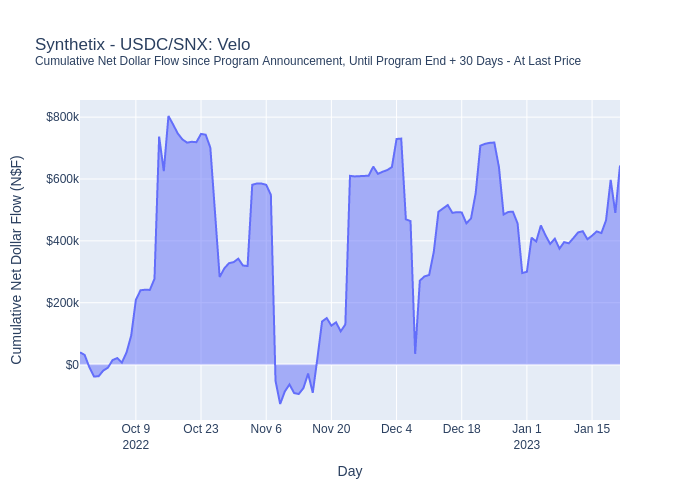 Synthetix - USDC/SNX: Velo
Cumulative Net Dollar Flow since Program Announcement, Until Program End + 30 Days - At Last Price
Cumulative Net Dollar Flow (N$F)
$800k
$600k
$400k
$200k
$0
Oct 9
2022
Oct 23
Nov 6
Nov 20
Dec 4
Dec 18
Jan 1
2023
Jan 15
Day